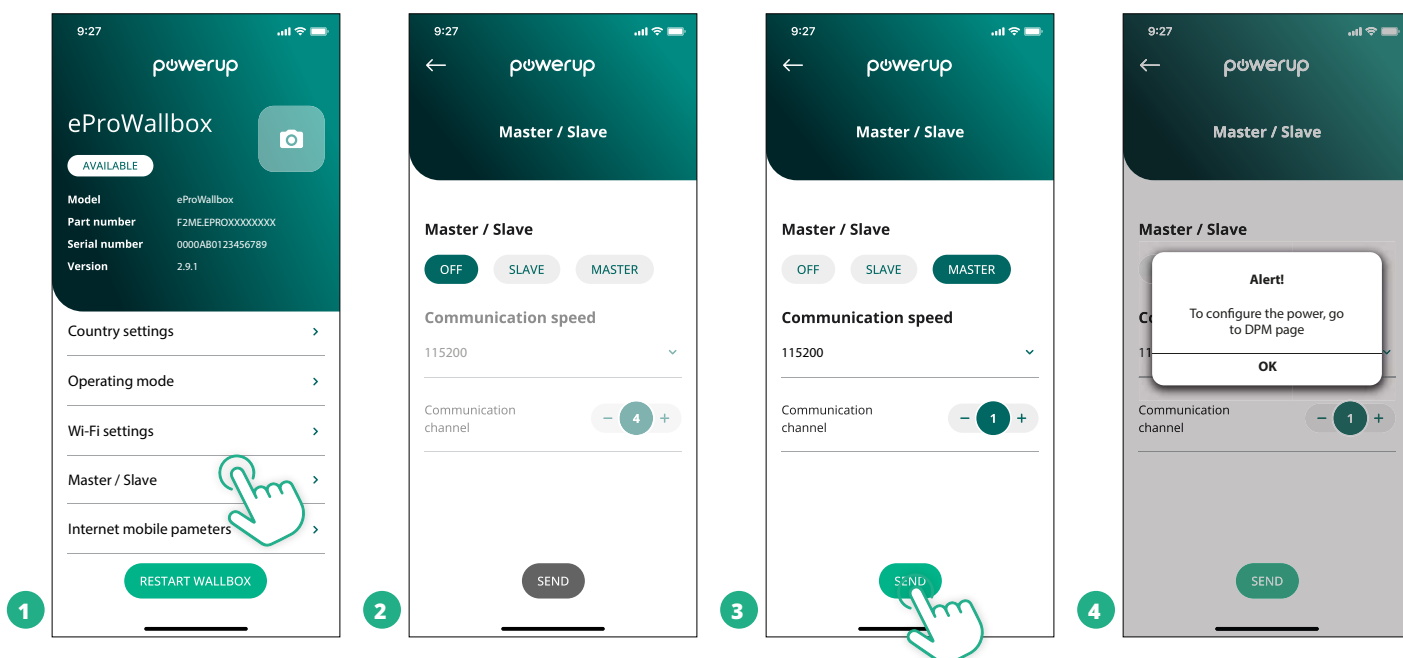 9:27
powerup
eProWallbox
AVAILABLE
Model eProWallbox
Part number F2ME.EPROXXXXXXXX
Serial number 0000AB0123456789
Version 2.9.1
Country settings
Operating mode
Wi-Fi settings
Master / Slave
Internet mobile pameters
RESTART WALLBOX
1
9:27
powerup
Master / Slave
Master / Slave
OFF SLAVE MASTER
Communication speed
115200
Communication
channel
- 4 +
SEND
2
9:27
powerup
Master / Slave
Master / Slave
OFF SLAVE MASTER
Communication speed
115200
Communication
channel
- 1 +
SEND
3
9:27
powerup
Master / Slave
Master / Slave
Alert!
To configure the power, go
to DPM page
OK
Communication
channel
- 1 +
SEND
4